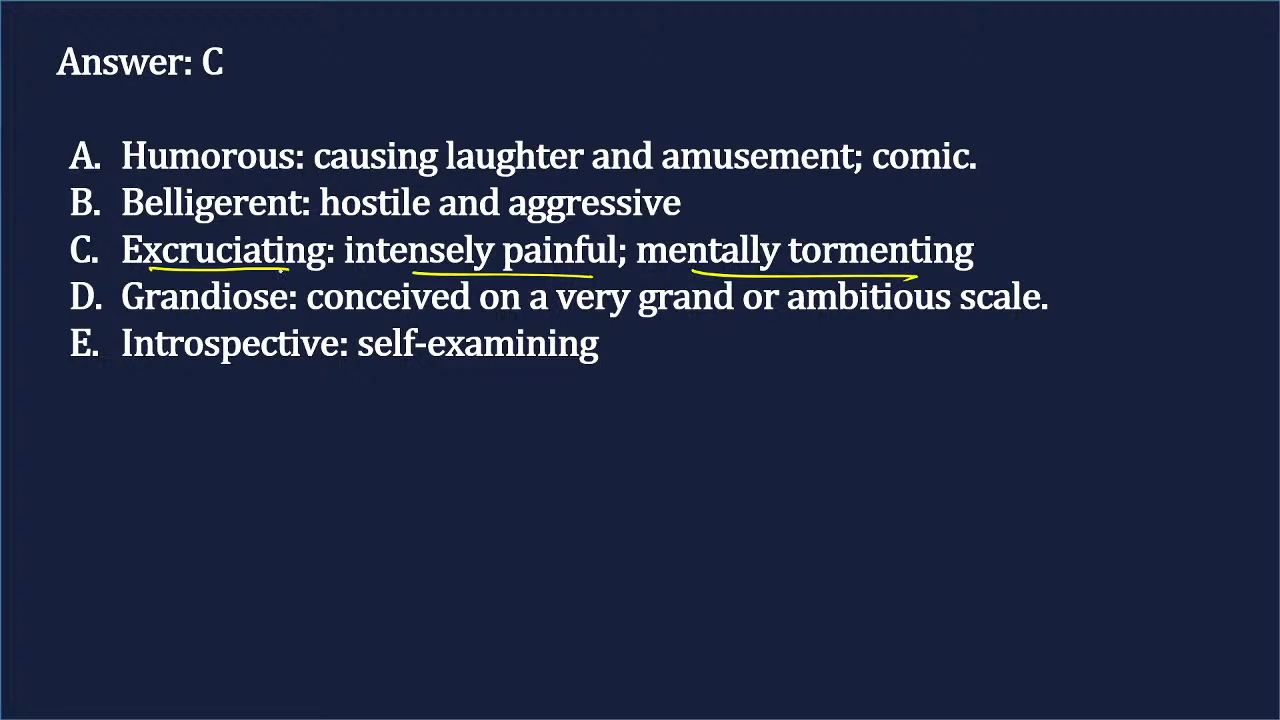 Answer: C
A. Humorous: causing laughter and amusement; comic.
B. Belligerent: hostile and aggressive
C. Excruciating: intensely painful; mentally tormenting
D. Grandiose: conceived on a very grand or ambitious scale.
E. Introspective: self-examining